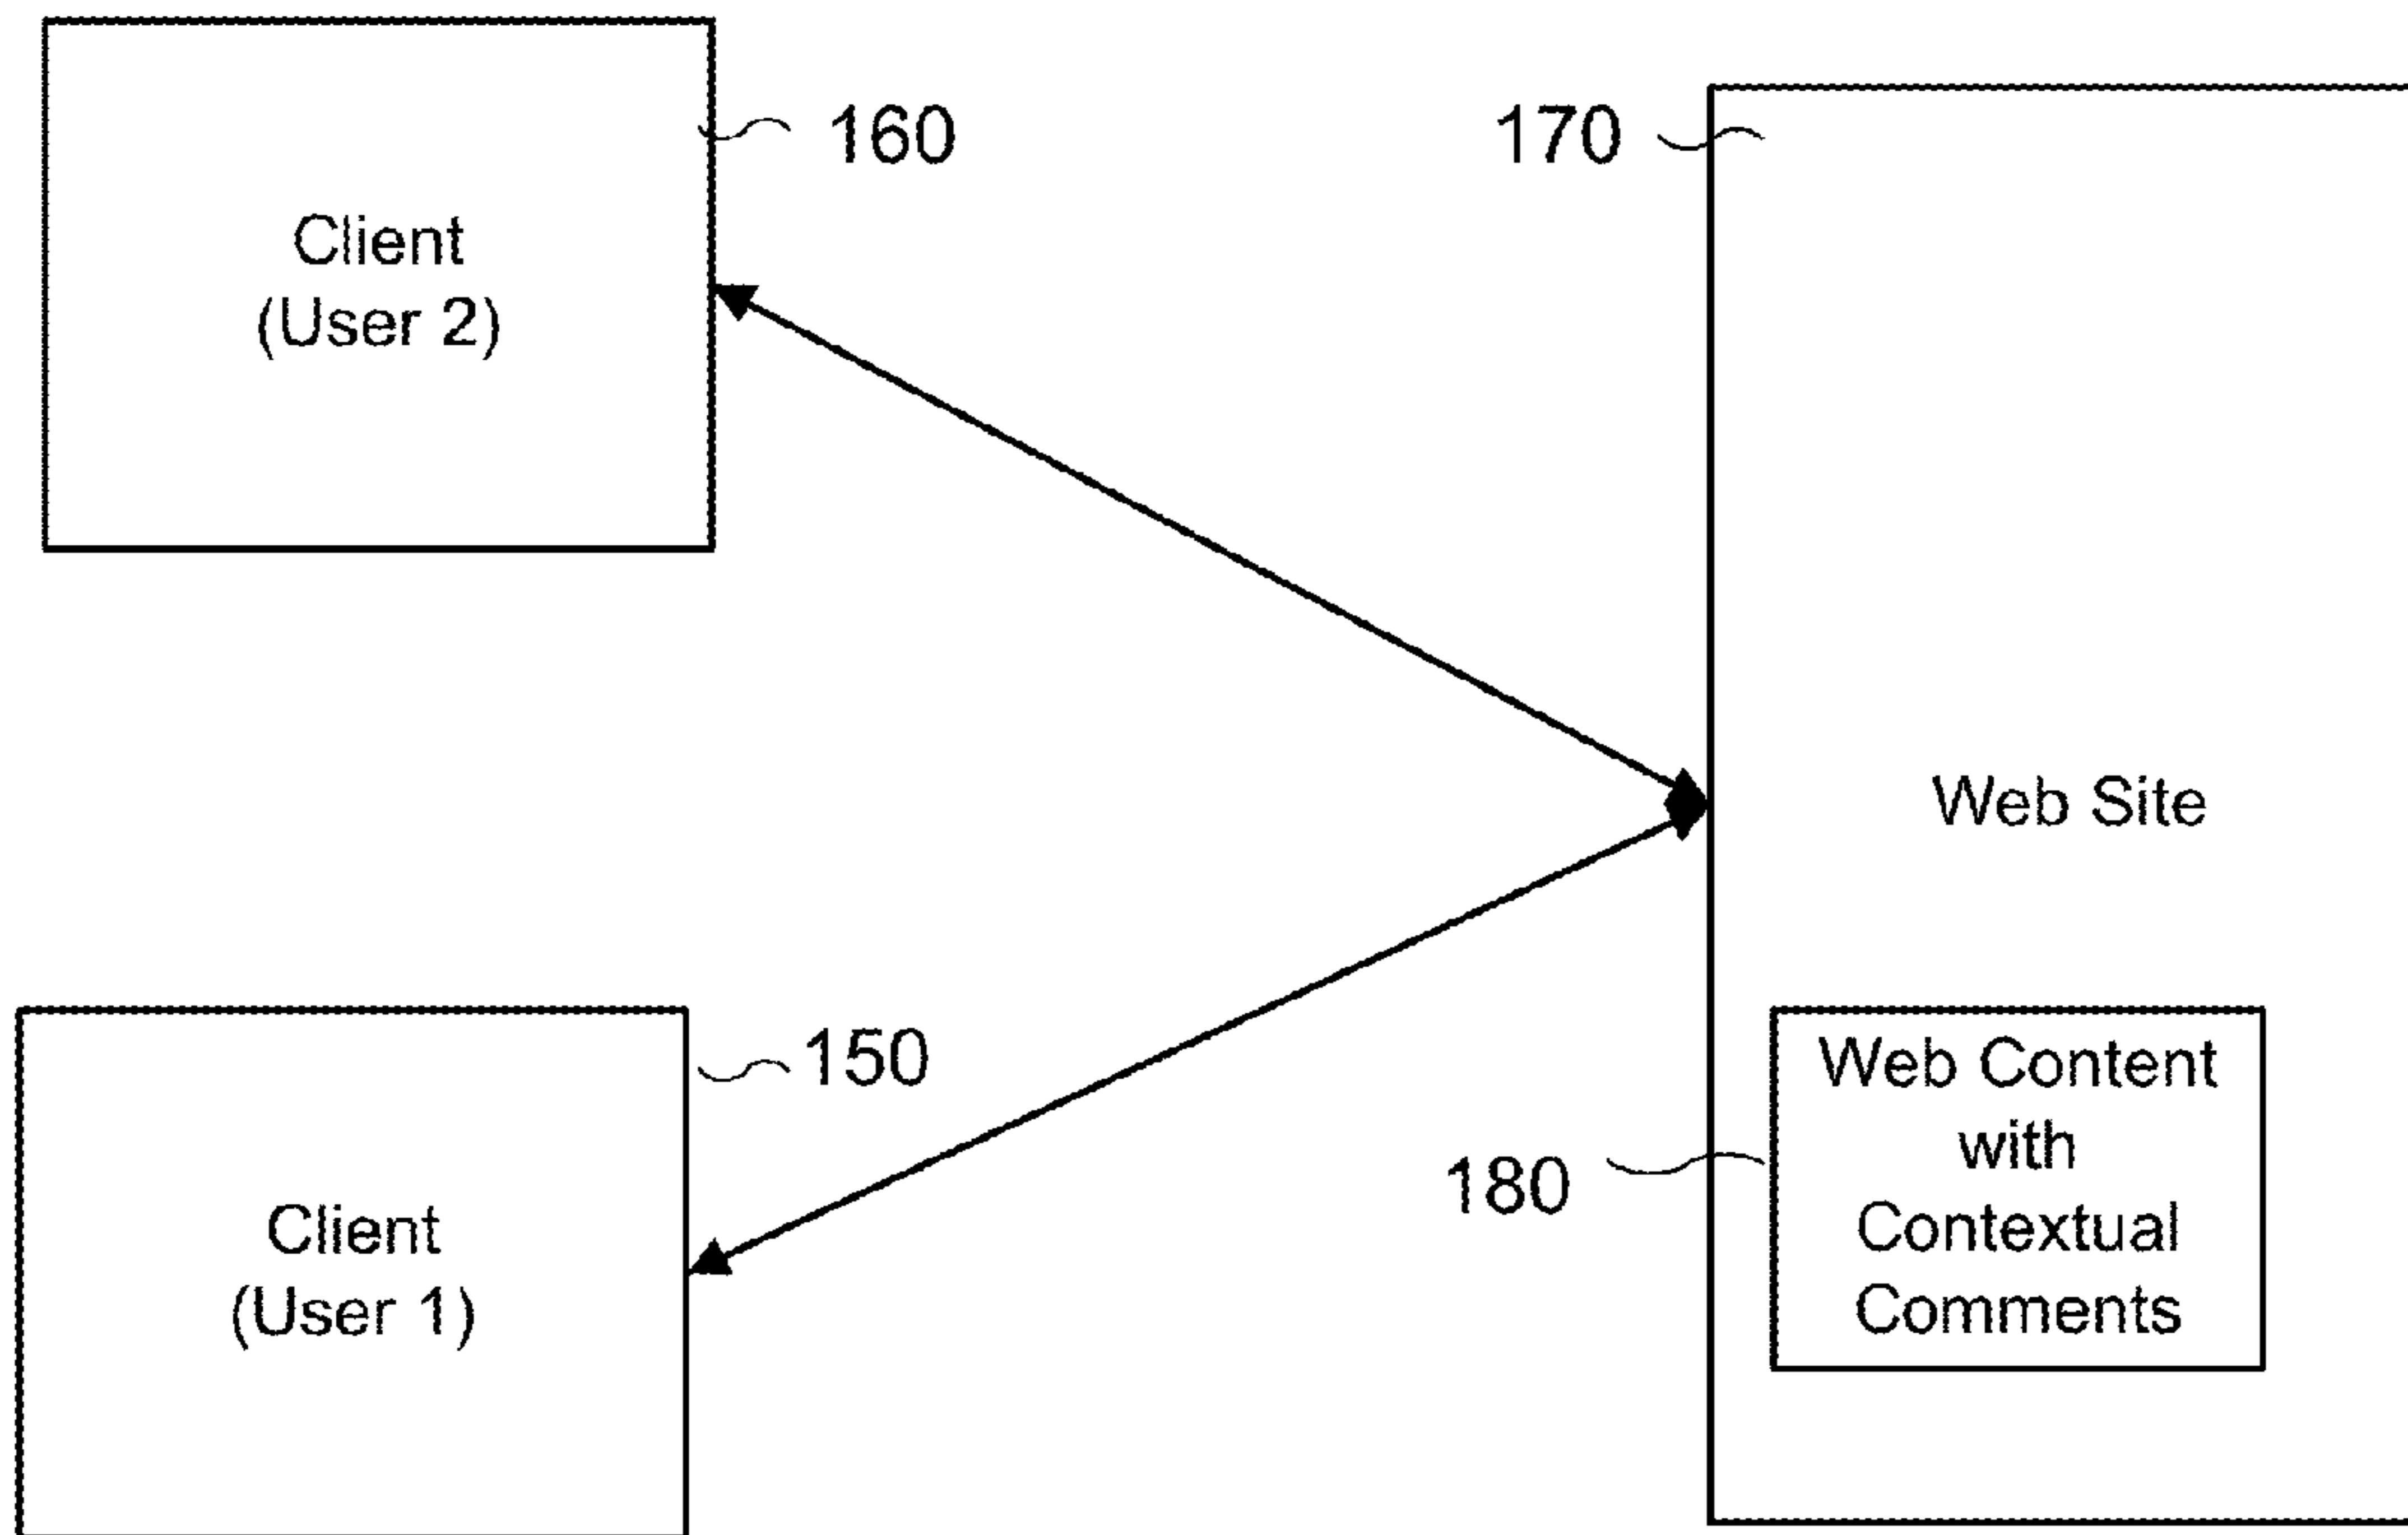 160
170
Client
(User 2)
Web Site
150
Client
(User 1)
180
Web Content
with
Contextual
Comments